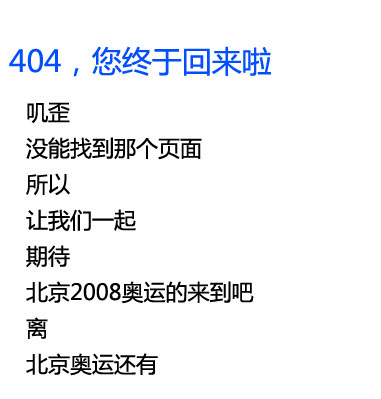 404，您终于回来啦
叽歪
没能找到那个页面
所以
让我们一起
期待
北京2008奥运的来到吧
离
北京奥运还有